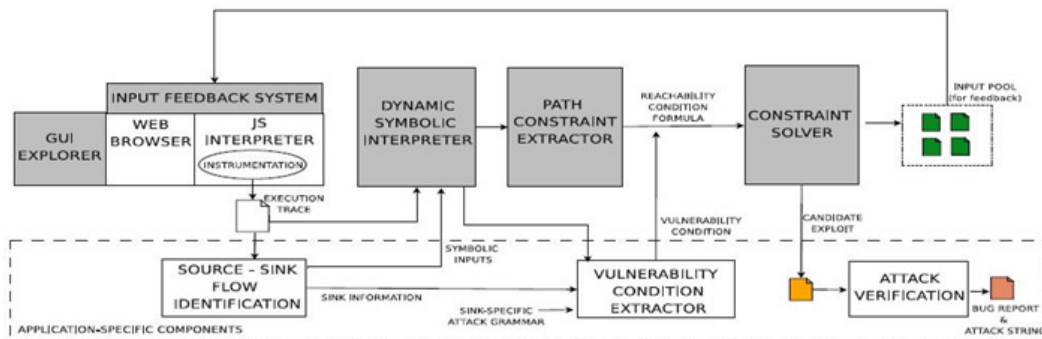 INPUT FEEDBACK SYSTEM
GUI
EXPLORER
WEB
BROWSER
JS
INTERPRETER
INSTRUMENTATION
EXECUTION
TRACE
DYNAMIC
SYMBOLIC
INTERPRETER
PATH
CONSTRAINT
EXTRACTOR
REACHABILITY
CONDITION
FORMULA
CONSTRAINT
SOLVER
INPUT POOL
(for feedback)
SYMBOLIC
INPUTS
VULNERABILITY
CONDITION
CANDIDATE
EXPLOIT
SOURCE – SINK
FLOW
IDENTIFICATION
SINK INFORMATION
SINK-SPECIFIC
ATTACK GRAMMAR
VULNERABILITY
CONDITION
EXTRACTOR
ATTACK
VERIFICATION
BUG REPORT
&
ATTACK STRING
APPLICATION-SPECIFIC COMPONENTS